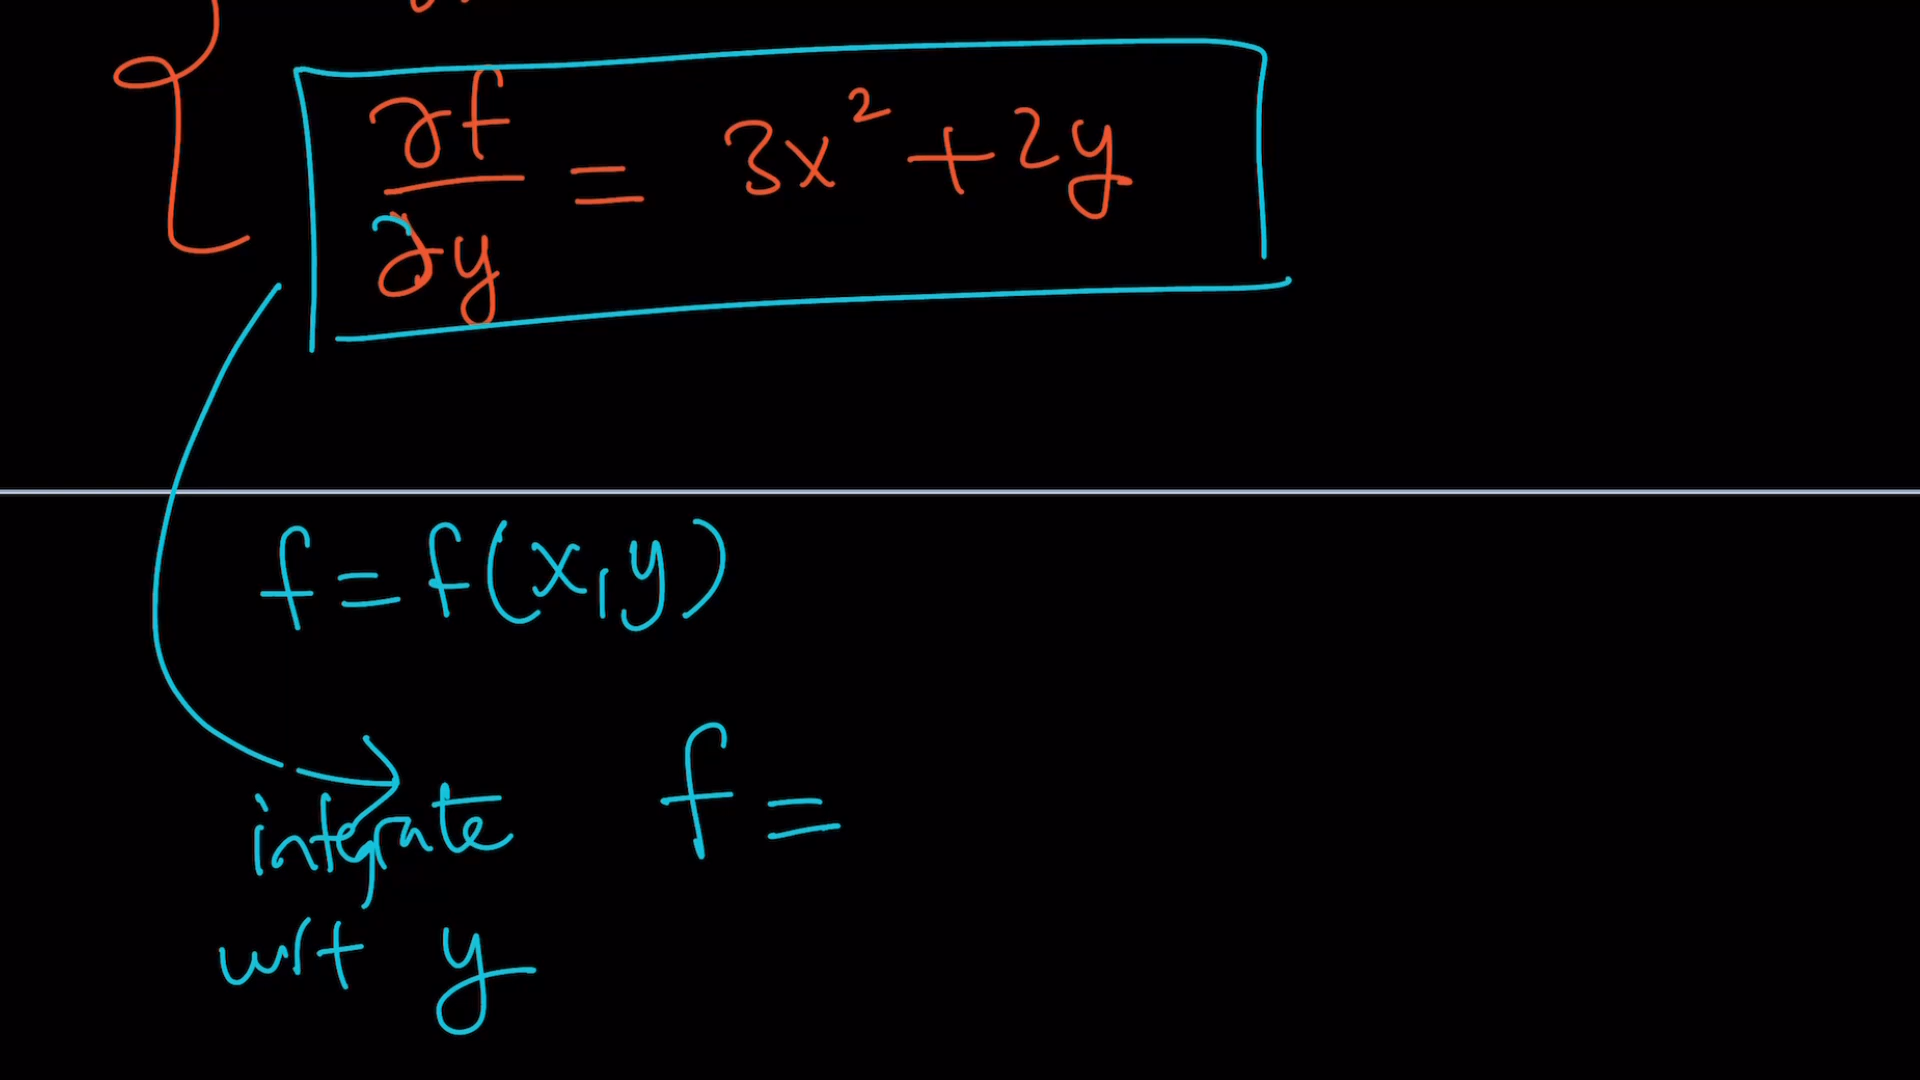 ∂f/∂y = 3x² + 2y
f = f(x,y)
integrate f =
wrt y